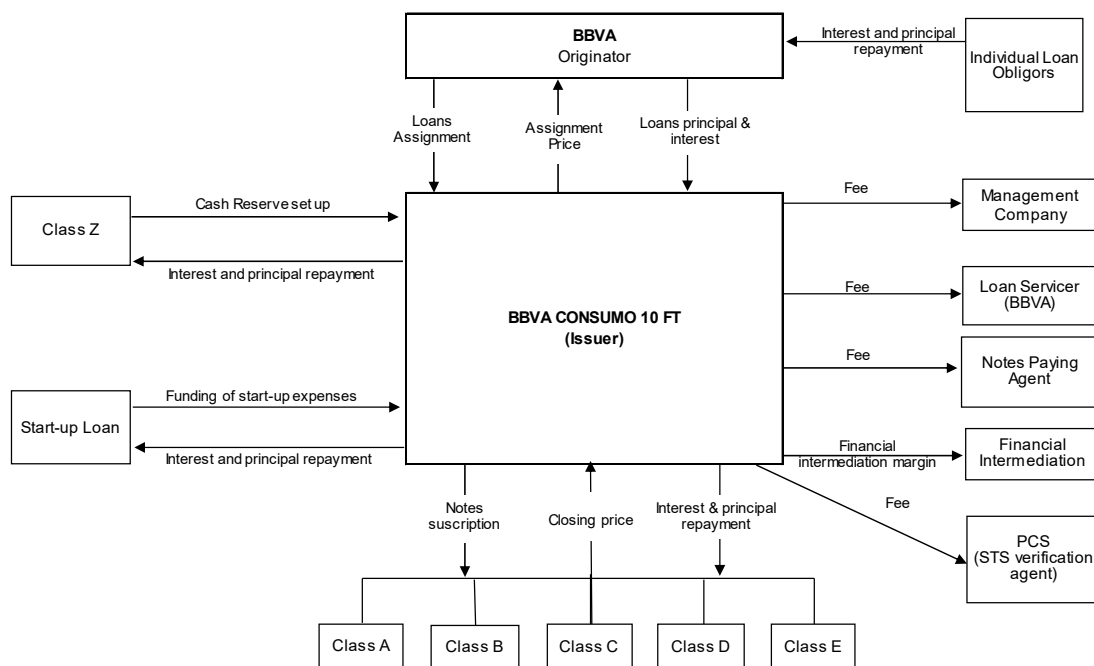 BBVA
Originator
Interest and principal
repayment
Individual Loan
Obligors
Loans
Assignment
Assignment
Price
Loans principal &
interest
Class Z
Cash Reserve set up
Interest and principal repayment
Fee
Management
Company
BBVA CONSUMO 10 FT
(Issuer)
Fee
Loan Servicer
(BBVA)
Fee
Notes Paying
Agent
Start-up Loan
Funding of start-up expenses
Interest and principal repayment
Financial
intermediation margin
Financial
Intermediation
Notes
suscription
Closing price
Interest & principal
repayment
Fee
PCS
(STS verification
agent)
Class A
Class B
Class C
Class D
Class E